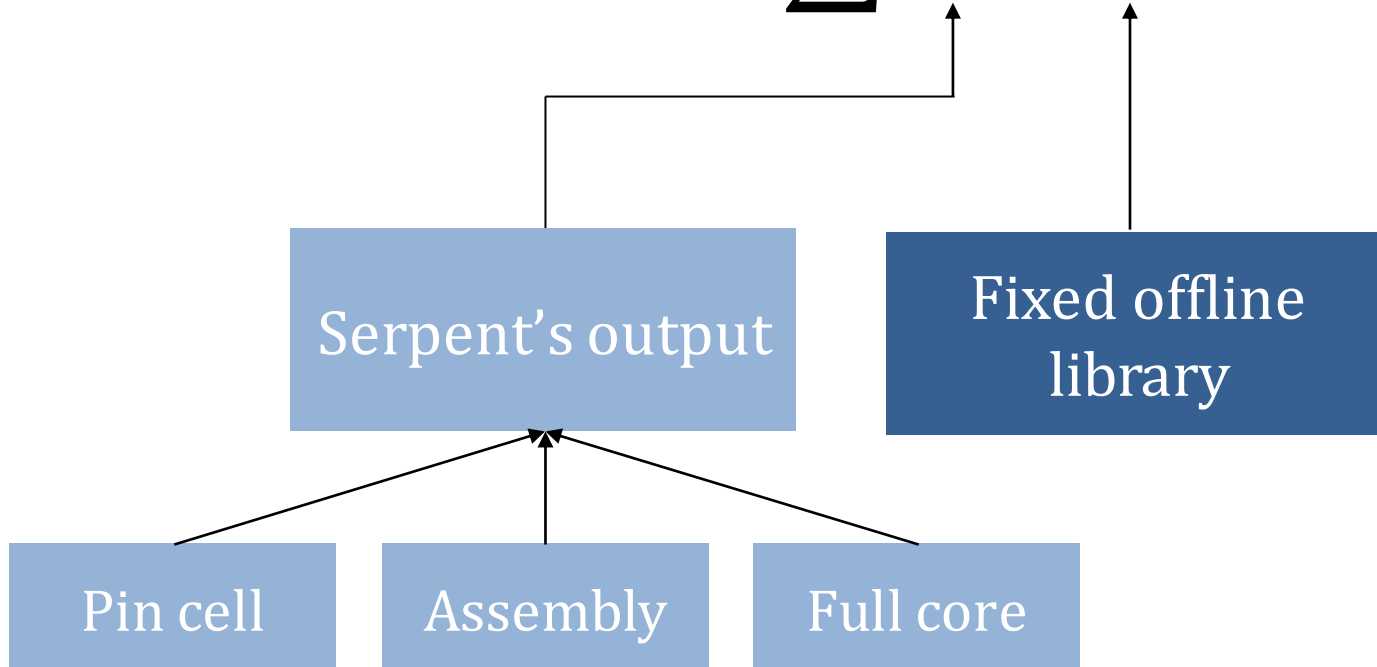 Serpent’s output
Fixed offline
library
Pin cell
Assembly
Full core